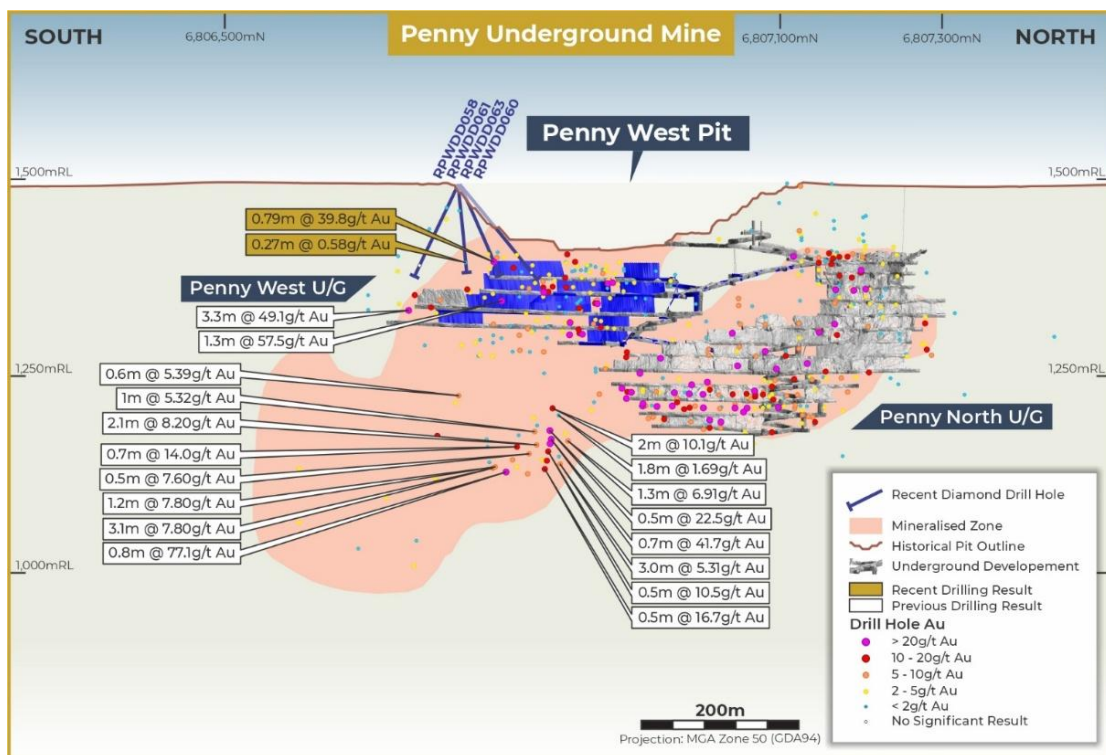 SOUTH
6,806,500mN
Penny Underground Mine
6,807,100mN
6,807,300mN
NORTH
RPWDD058
RPWDD061
RPWDD063
RPWDD060
Penny West Pit
1,500mRL
1,500mRL
0.79m @ 39.8g/t Au
0.27m @ 0.58g/t Au
Penny West U/G
3.3m @ 49.1g/t Au
1.3m @ 57.5g/t Au
1,250mRL
1,250mRL
0.6m @ 5.39g/t Au
1m @ 5.32g/t Au
2.1m @ 8.20g/t Au
0.7m @ 14.0g/t Au
0.5m @ 7.60g/t Au
1.2m @ 7.80g/t Au
3.1m @ 7.80g/t Au
0.8m @ 77.1g/t Au
Penny North U/G
2m @ 10.1g/t Au
1.8m @ 1.69g/t Au
1.3m @ 6.91g/t Au
0.5m @ 22.5g/t Au
0.7m @ 41.7g/t Au
3.0m @ 5.31g/t Au
0.5m @ 10.5g/t Au
0.5m @ 16.7g/t Au
1,000mRL
Recent Diamond Drill Hole
Mineralised Zone
Historical Pit Outline
Underground Developement
Recent Drilling Result
Previous Drilling Result
Drill Hole Au
> 20g/t Au
10 - 20g/t Au
5 - 10g/t Au
2 - 5g/t Au
< 2g/t Au
No Significant Result
200m
Projection: MGA Zone 50 (GDA94)